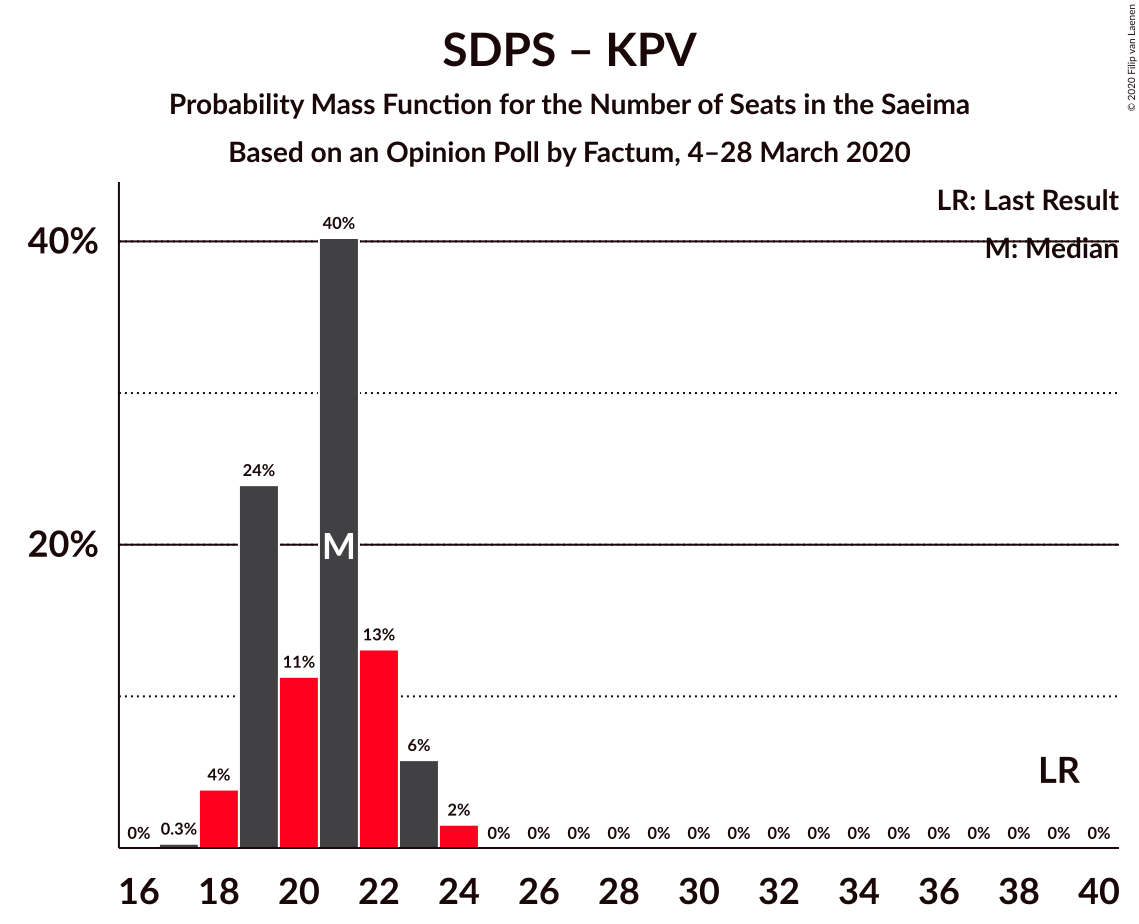 SDPS – KPV
Probability Mass Function for the Number of Seats in the Saeima
Based on an Opinion Poll by Factum, 4–28 March 2020
© 2020 Filip van Laenen
LR: Last Result
M: Median
40%
20%
0% 0.3% 4% 24% 11% 40% 13% 6% 2% 0% 0% 0% 0% 0% 0% 0% 0% 0% 0% 0% 0% 0% 0% 0% 0%
M
LR
16 18 20 22 24 26 28 30 32 34 36 38 40